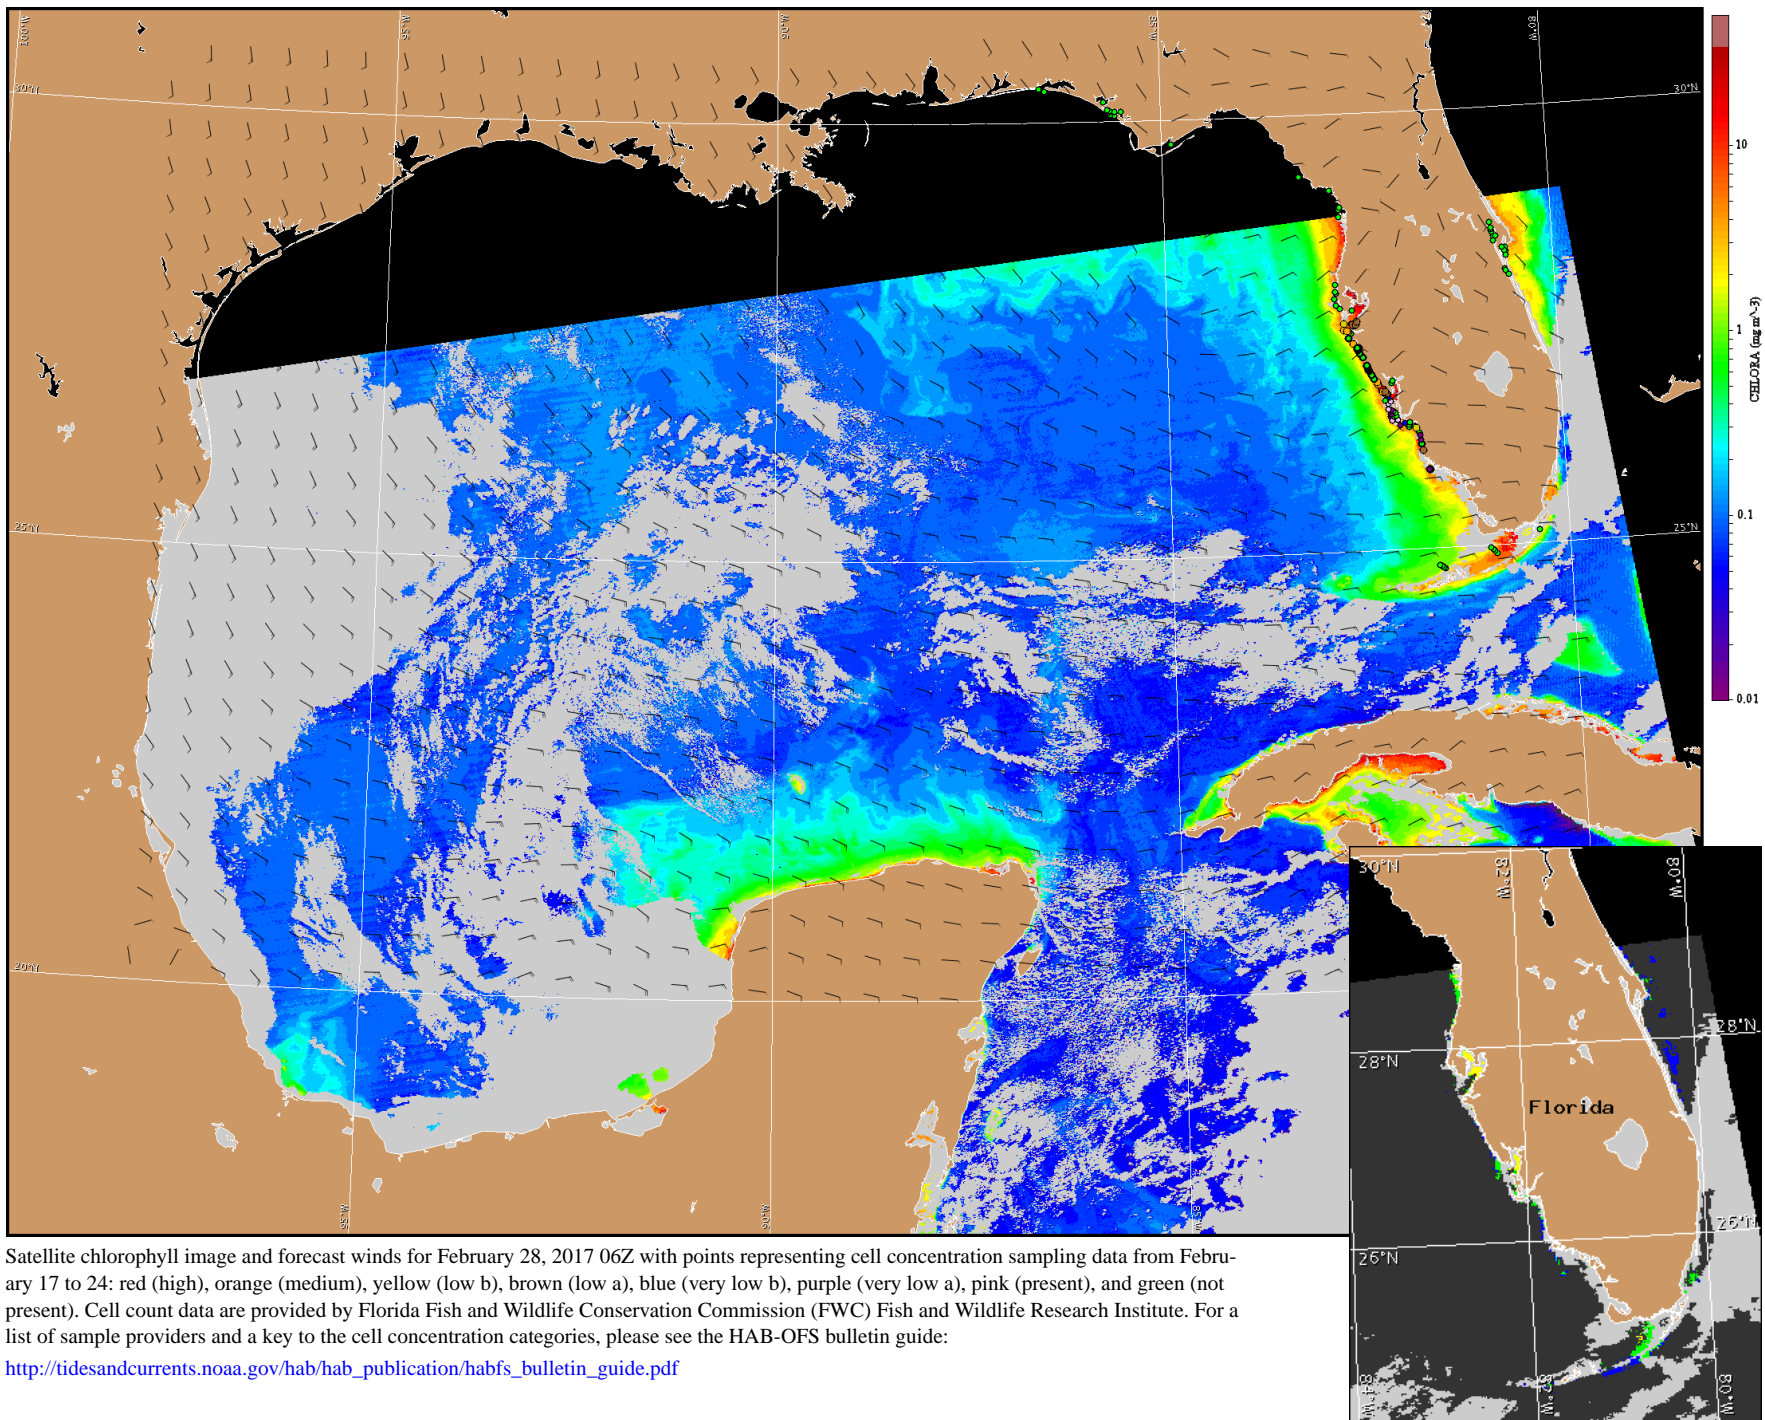 100°W
95°W
90°W
85°W
80°W
30°N
30°N
10
1
CHLORA (mg m^-3)
0.1
0.01
25°N
25°N
20°N
95°W
90°W
85°W
30°N
82°W
80°W
28°N
28°N
Florida
26°N
26°N
84°W
82°W
80°W
Satellite chlorophyll image and forecast winds for February 28, 2017 06Z with points representing cell concentration sampling data from Febru-
ary 17 to 24: red (high), orange (medium), yellow (low b), brown (low a), blue (very low b), purple (very low a), pink (present), and green (not
present). Cell count data are provided by Florida Fish and Wildlife Conservation Commission (FWC) Fish and Wildlife Research Institute. For a
list of sample providers and a key to the cell concentration categories, please see the HAB-OFS bulletin guide:
http://tidesandcurrents.noaa.gov/hab/hab_publication/habfs_bulletin_guide.pdf